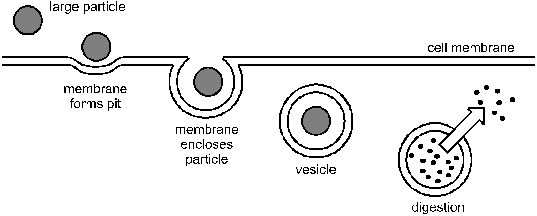 large particle
cell membrane
membrane
forms pit
membrane
encloses
particle
vesicle
digestion